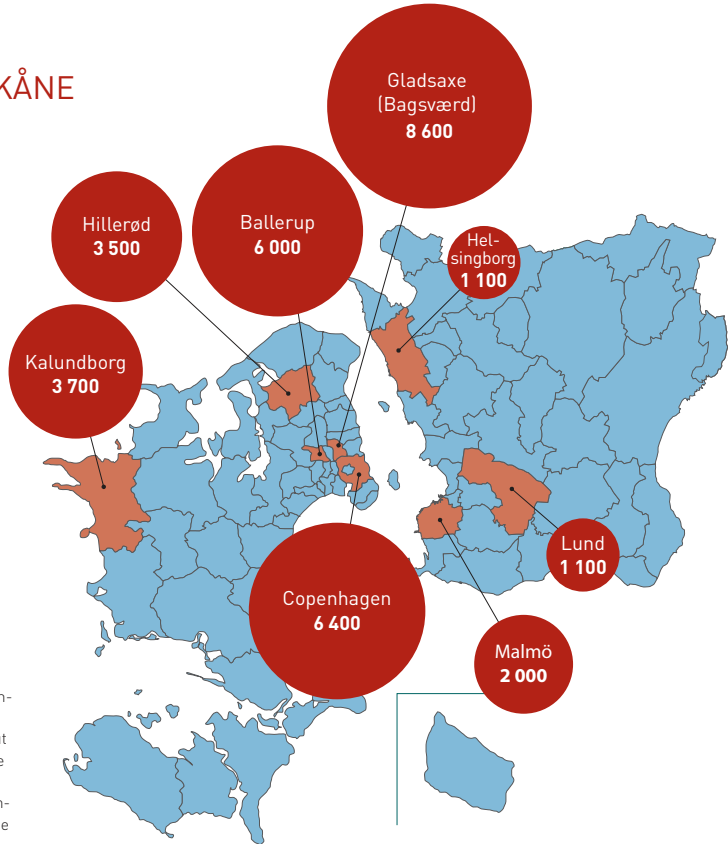 KÅNE
Gladsaxe
(Bagsværd)
8 600
Hillerød
3 500
Ballerup
6 000
Hel-
singborg
1 100
Kalundborg
3 700
Lund
1 100
Copenhagen
6 400
Malmö
2 000
n-
t
e
n-
e